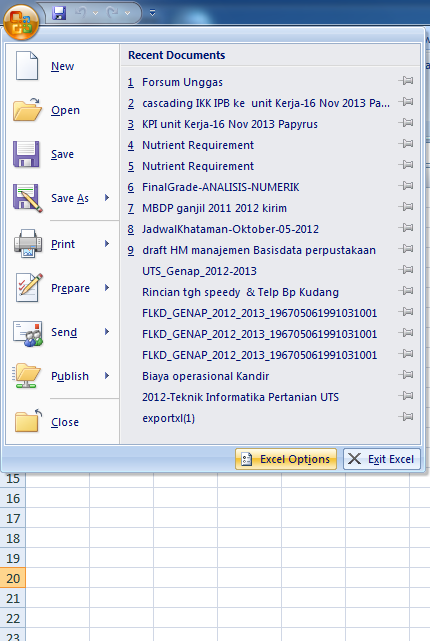 New
Open
Save
Save As
Print
Prepare
Send
Publish
Close
Recent Documents
1 Forsum Unggas
2 cascading IKK IPB ke unit Kerja-16 Nov 2013 Pa...
3 KPI unit Kerja-16 Nov 2013 Papyrus
4 Nutrient Requirement
5 Nutrient Requirement
6 FinalGrade-ANALISIS-NUMERIK
7 MBDP ganjil 2011 2012 kirim
8 JadwalKhataman-Oktober-05-2012
9 draft HM manajemen Basisdata perpustakaan
UTS_Genap_2012-2013
Rincian tgh speedy & Telp Bp Kudang
FLKD_GENAP_2012_2013_196705061991031001
FLKD_GENAP_2012_2013_196705061991031001
FLKD_GENAP_2012_2013_196705061991031001
Biaya operasional Kandir
2012-Teknik Informatika Pertanian UTS
exportxl(1)
Excel Options
Exit Excel
15
16
17
18
19
20
21
22
23